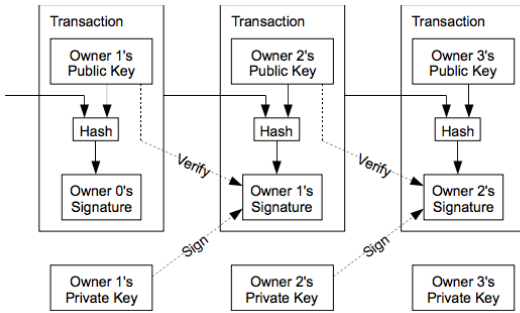 Transaction
Owner 1's
Public Key
Hash
Owner 0's
Signature
Transaction
Owner 2's
Public Key
Hash
Owner 1's
Signature
Transaction
Owner 3's
Public Key
Hash
Owner 2's
Signature
Verify
Verify
Sign
Sign
Owner 1's
Private Key
Owner 2's
Private Key
Owner 3's
Private Key